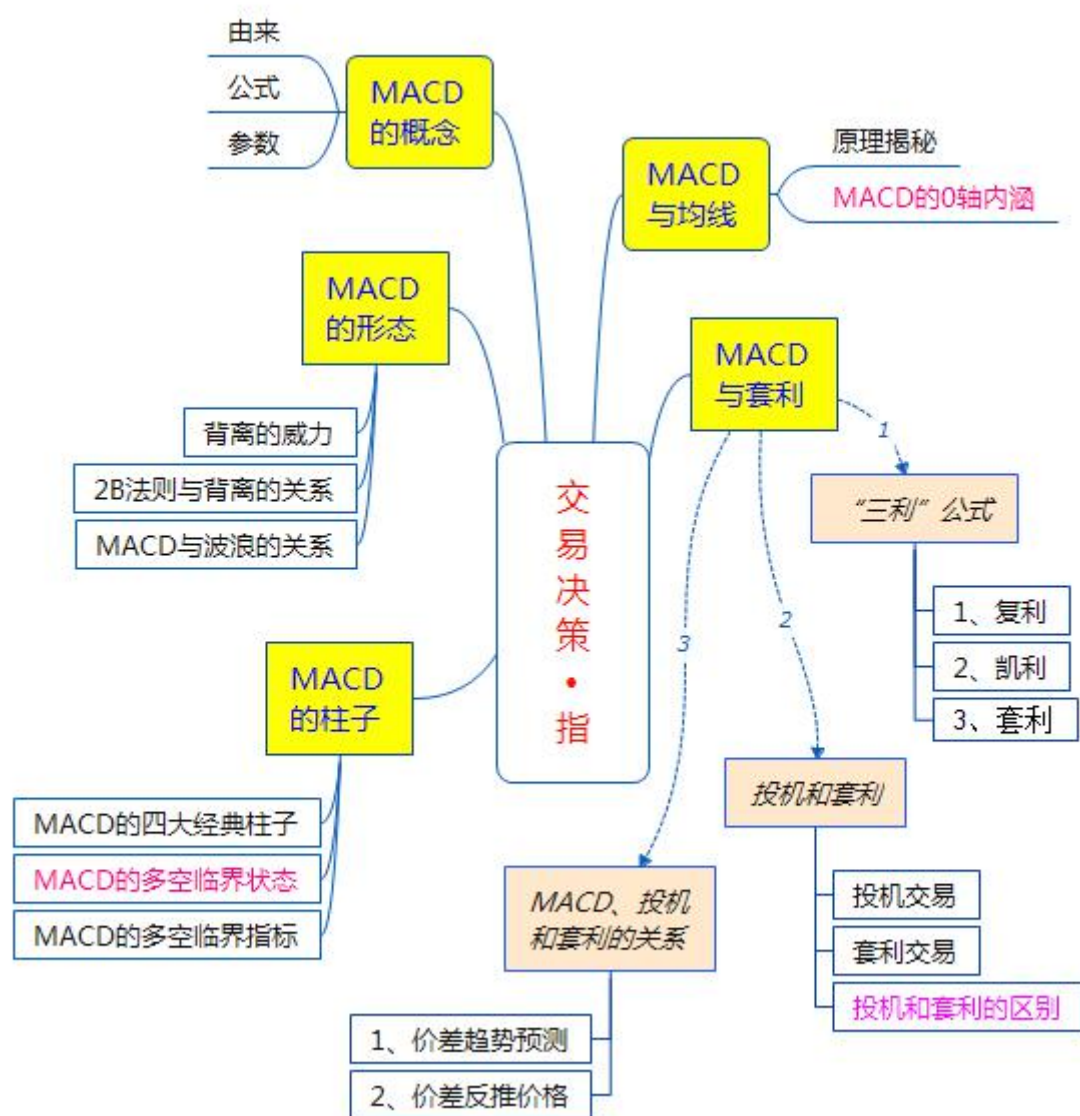 由来
公式
参数
MACD
的概念
MACD
与均线
原理揭秘
MACD的0轴内涵
MACD
的形态
背离的威力
2B法则与背离的关系
MACD与波浪的关系
MACD
与套利
1
2
3
“三利”公式
1、复利
2、凯利
3、套利
交易决策·指
MACD
的柱子
MACD的四大经典柱子
MACD的多空临界状态
MACD的多空临界指标
投机和套利
投机交易
套利交易
投机和套利的区别
MACD、投机
和套利的关系
1、价差趋势预测
2、价差反推价格